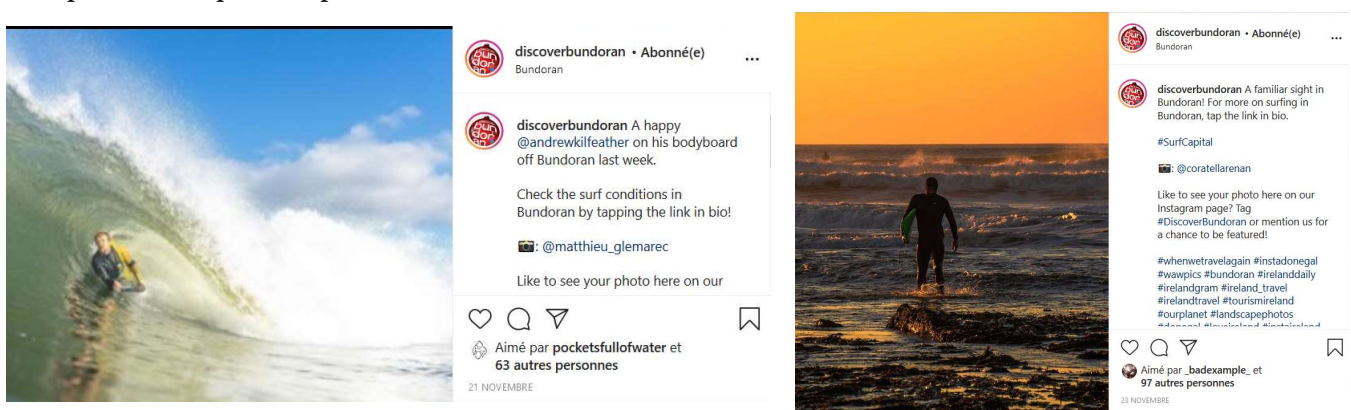 discoverbundoran • Abonné(e)
Bundoran
discoverbundoran A happy
@andrewkilfeather on his bodyboard
off Bundoran last week.
Check the surf conditions in
Bundoran by tapping the link in bio!
📷: @matthieu_glemarec
Like to see your photo here on our
Aimé par pocketsfullofwater et
63 autres personnes
21 NOVEMBRE
discoverbundoran • Abonné(e)
Bundoran
discoverbundoran A familiar sight in
Bundoran! For more on surfing in
Bundoran, tap the link in bio.
#SurfCapital
📷: @coratellarenan
Like to see your photo here on our
Instagram page? Tag
#DiscoverBundoran or mention us for
a chance to be featured!
#whenwetravelagain #instadonegal
#wawpics #bundoran #irelanddaily
#irelandgram #ireland_travel
#irelandtravel #tourismireland
#ourplanet #landscapephotos
#donegal #loveireland #instaireland
Aimé par _badexample_ et
97 autres personnes
23 NOVEMBRE